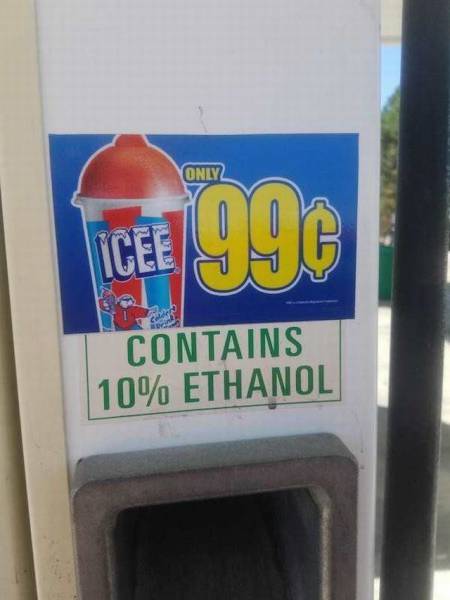 ONLY
99¢
ICEE
CONTAINS
10% ETHANOL